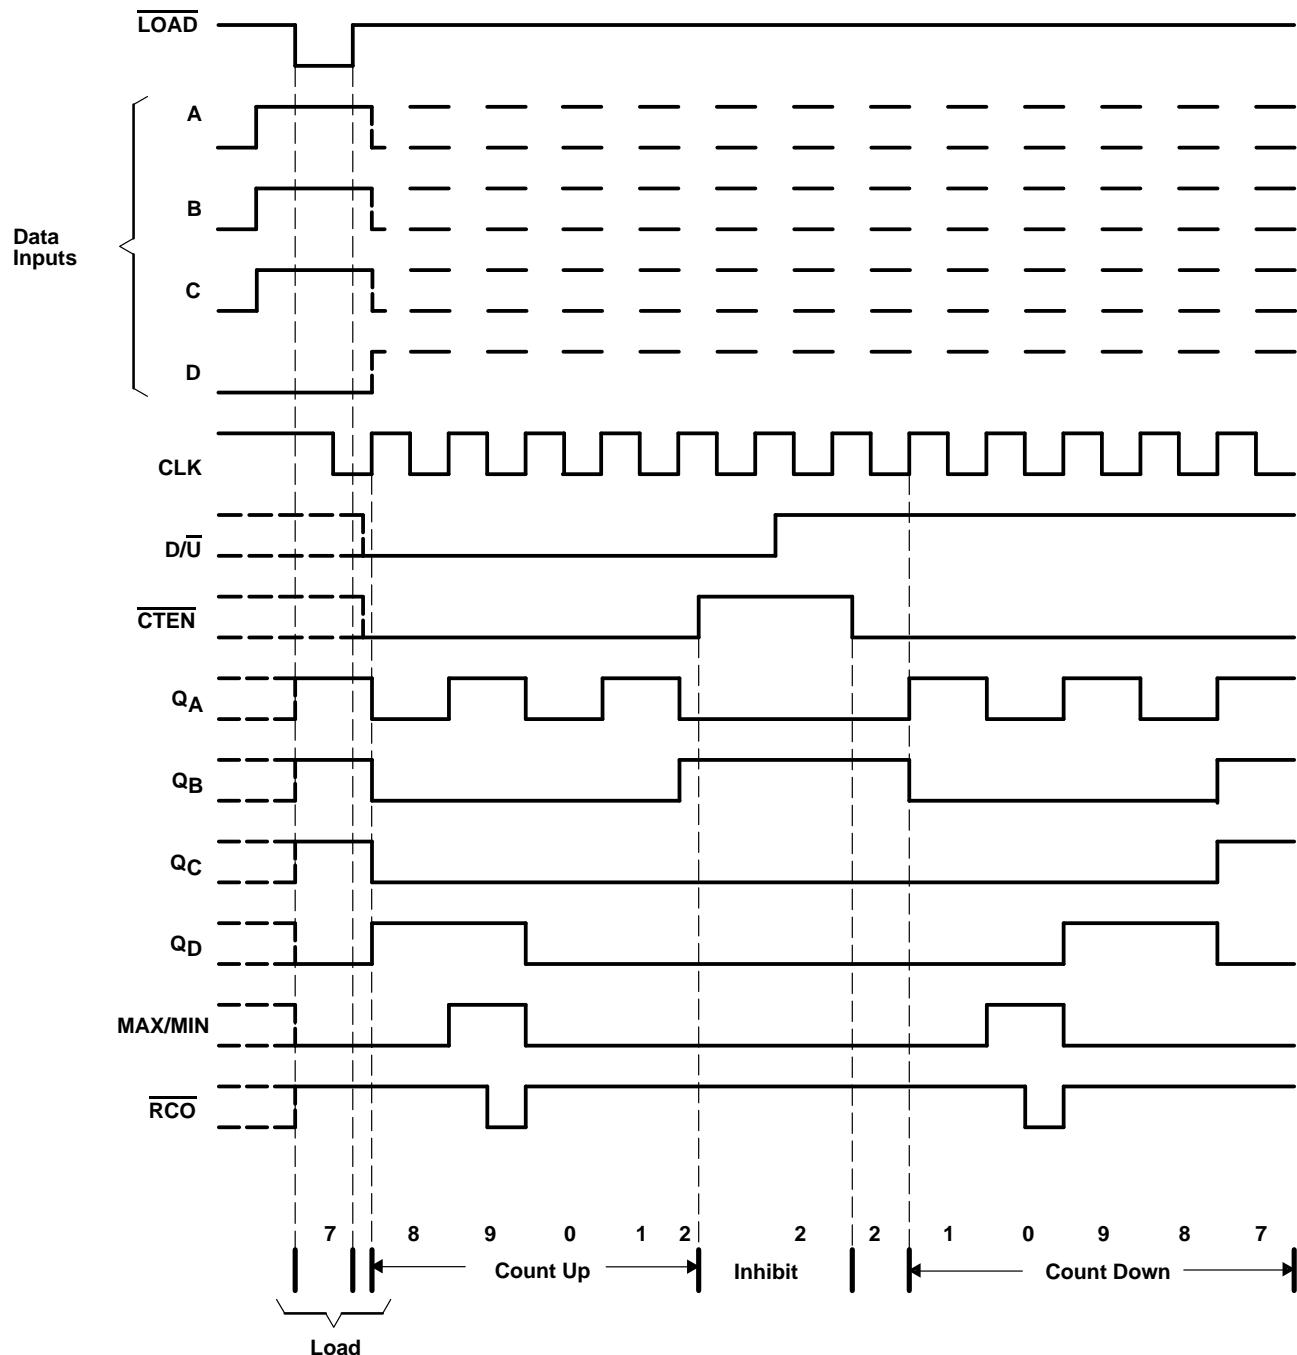 LOAD
A
B
Data
Inputs
C
D
CLK
D/U
CTEN
QA
QB
QC
QD
MAX/MIN
RCO
7 8 9 0 1 2 2 2 1 0 9 8 7
Count Up Inhibit Count Down
Load